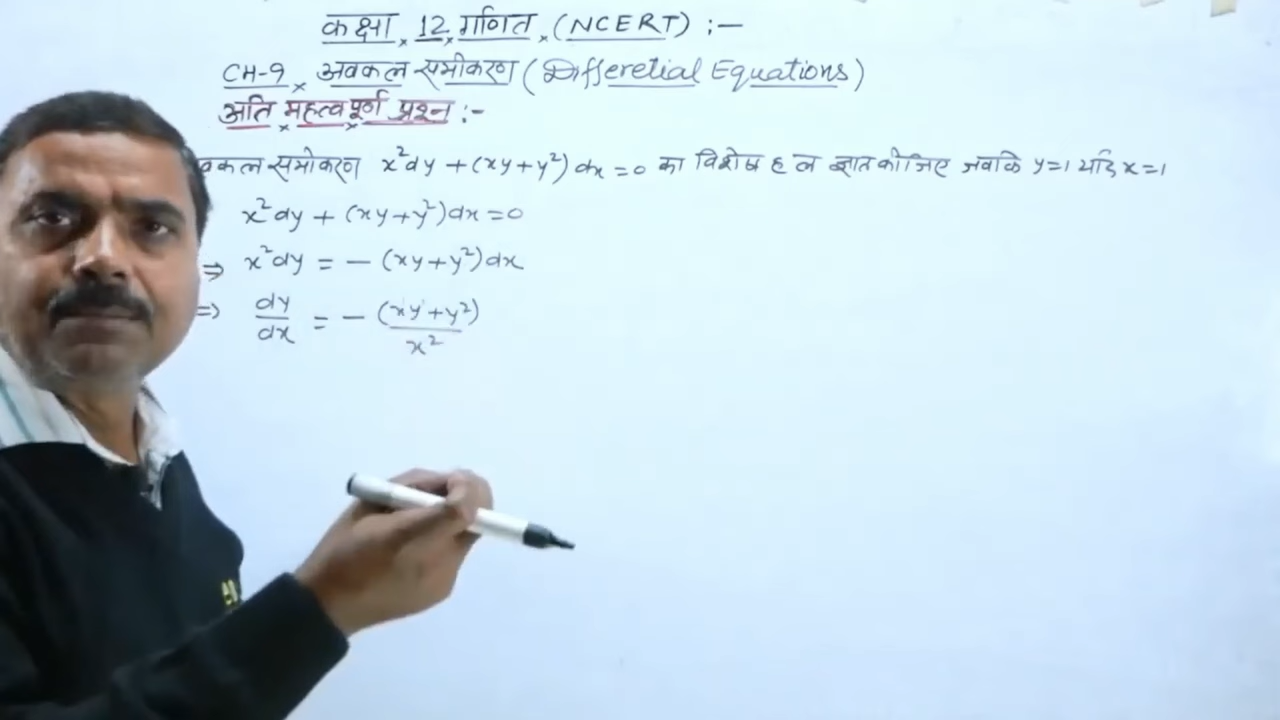 कक्षा × 12 × गणित × (NCERT) :-
CH-9 × अवकल समीकरण (Differetial Equations)
अति × महत्व × पूर्ण प्रश्न :-
वकल समीकरण x²dy + (xy+y²) dx = 0 का विशेष हल ज्ञात कीजिए जबकि y=1 यदि x=1
x²dy + (xy+y²)dx = 0
⇒ x²dy = - (xy+y²)dx
⇒ dy/dx = - (xy+y²)/x²